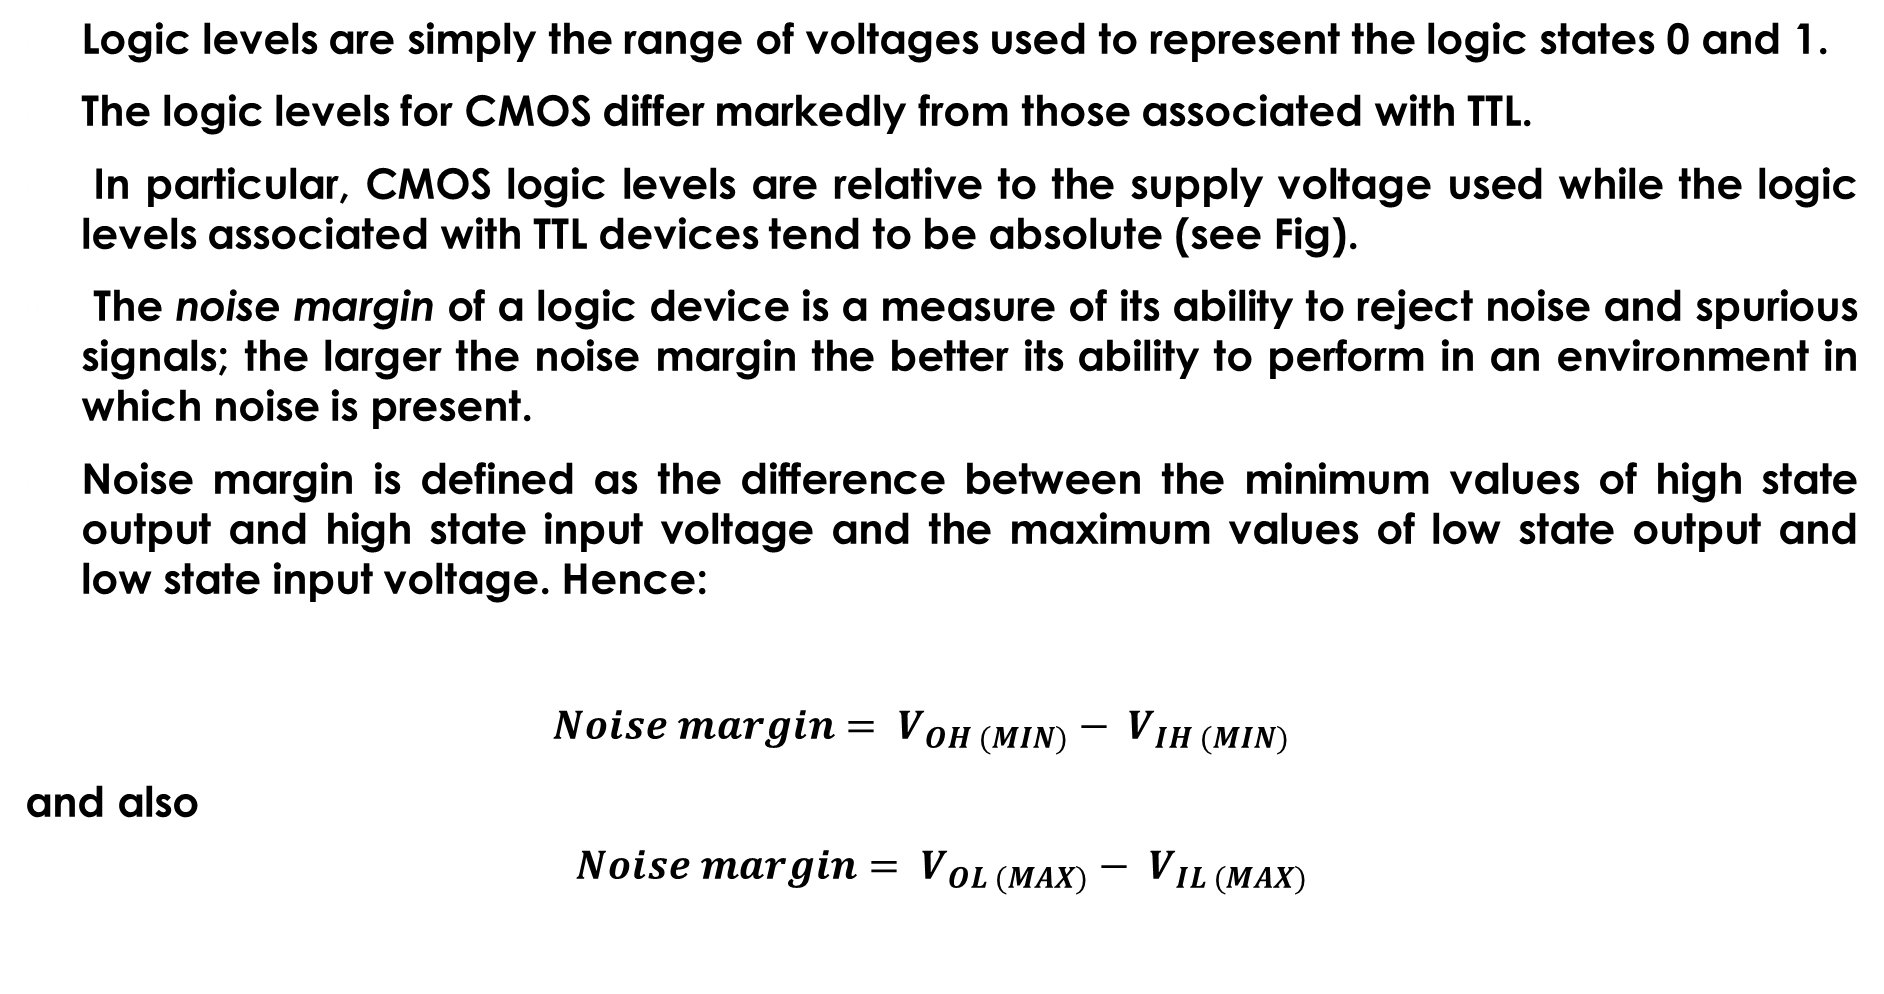 Logic levels are simply the range of voltages used to represent the logic states 0 and 1.
The logic levels for CMOS differ markedly from those associated with TTL.
In particular, CMOS logic levels are relative to the supply voltage used while the logic
levels associated with TTL devices tend to be absolute (see Fig).
The noise margin of a logic device is a measure of its ability to reject noise and spurious
signals; the larger the noise margin the better its ability to perform in an environment in
which noise is present.
Noise margin is defined as the difference between the minimum values of high state
output and high state input voltage and the maximum values of low state output and
low state input voltage. Hence:
Noise margin = V OH (MIN) − V IH (MIN)
and also
Noise margin = V OL (MAX) − V IL (MAX)